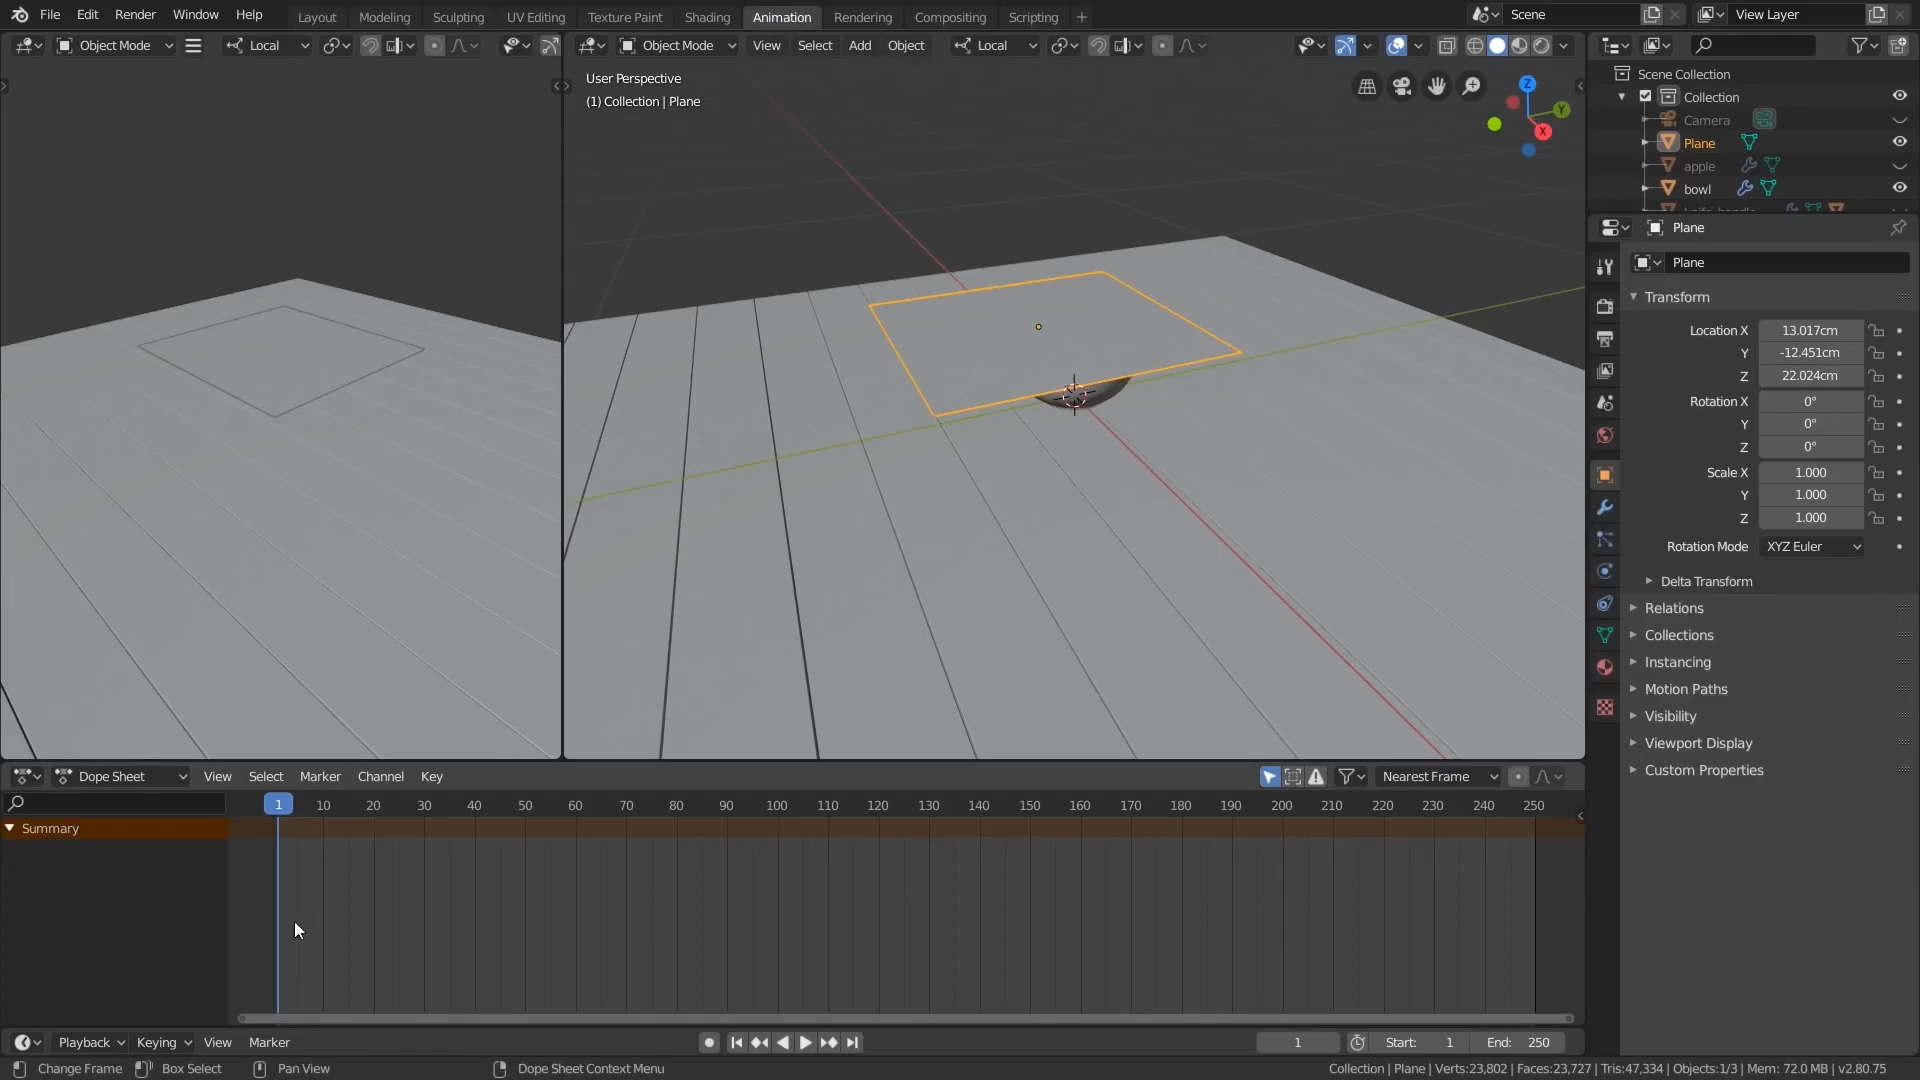 File Edit Render Window Help
Layout Modeling Sculpting UV Editing Texture Paint Shading Animation Rendering Compositing Scripting +
Scene
View Layer
Object Mode
Local
Object Mode
View Select Add Object
Local
User Perspective
(1) Collection | Plane
Z
Y
X
Scene Collection
Collection
Camera
Plane
apple
bowl
knife_handle
Plane
Plane
Transform
Location X 13.017cm
Y -12.451cm
Z 22.024cm
Rotation X 0°
Y 0°
Z 0°
Scale X 1.000
Y 1.000
Z 1.000
Rotation Mode XYZ Euler
Delta Transform
Relations
Collections
Instancing
Motion Paths
Visibility
Viewport Display
Custom Properties
Dope Sheet View Select Marker Channel Key
Nearest Frame
1 10 20 30 40 50 60 70 80 90 100 110 120 130 140 150 160 170 180 190 200 210 220 230 240 250
Summary
Playback Keying View Marker
1 Start: 1 End: 250
Change Frame Box Select Pan View Dope Sheet Context Menu
Collection | Plane | Verts:23,802 | Faces:23,727 | Tris:47,334 | Objects:1/3 | Mem: 72.0 MB | v2.80.75